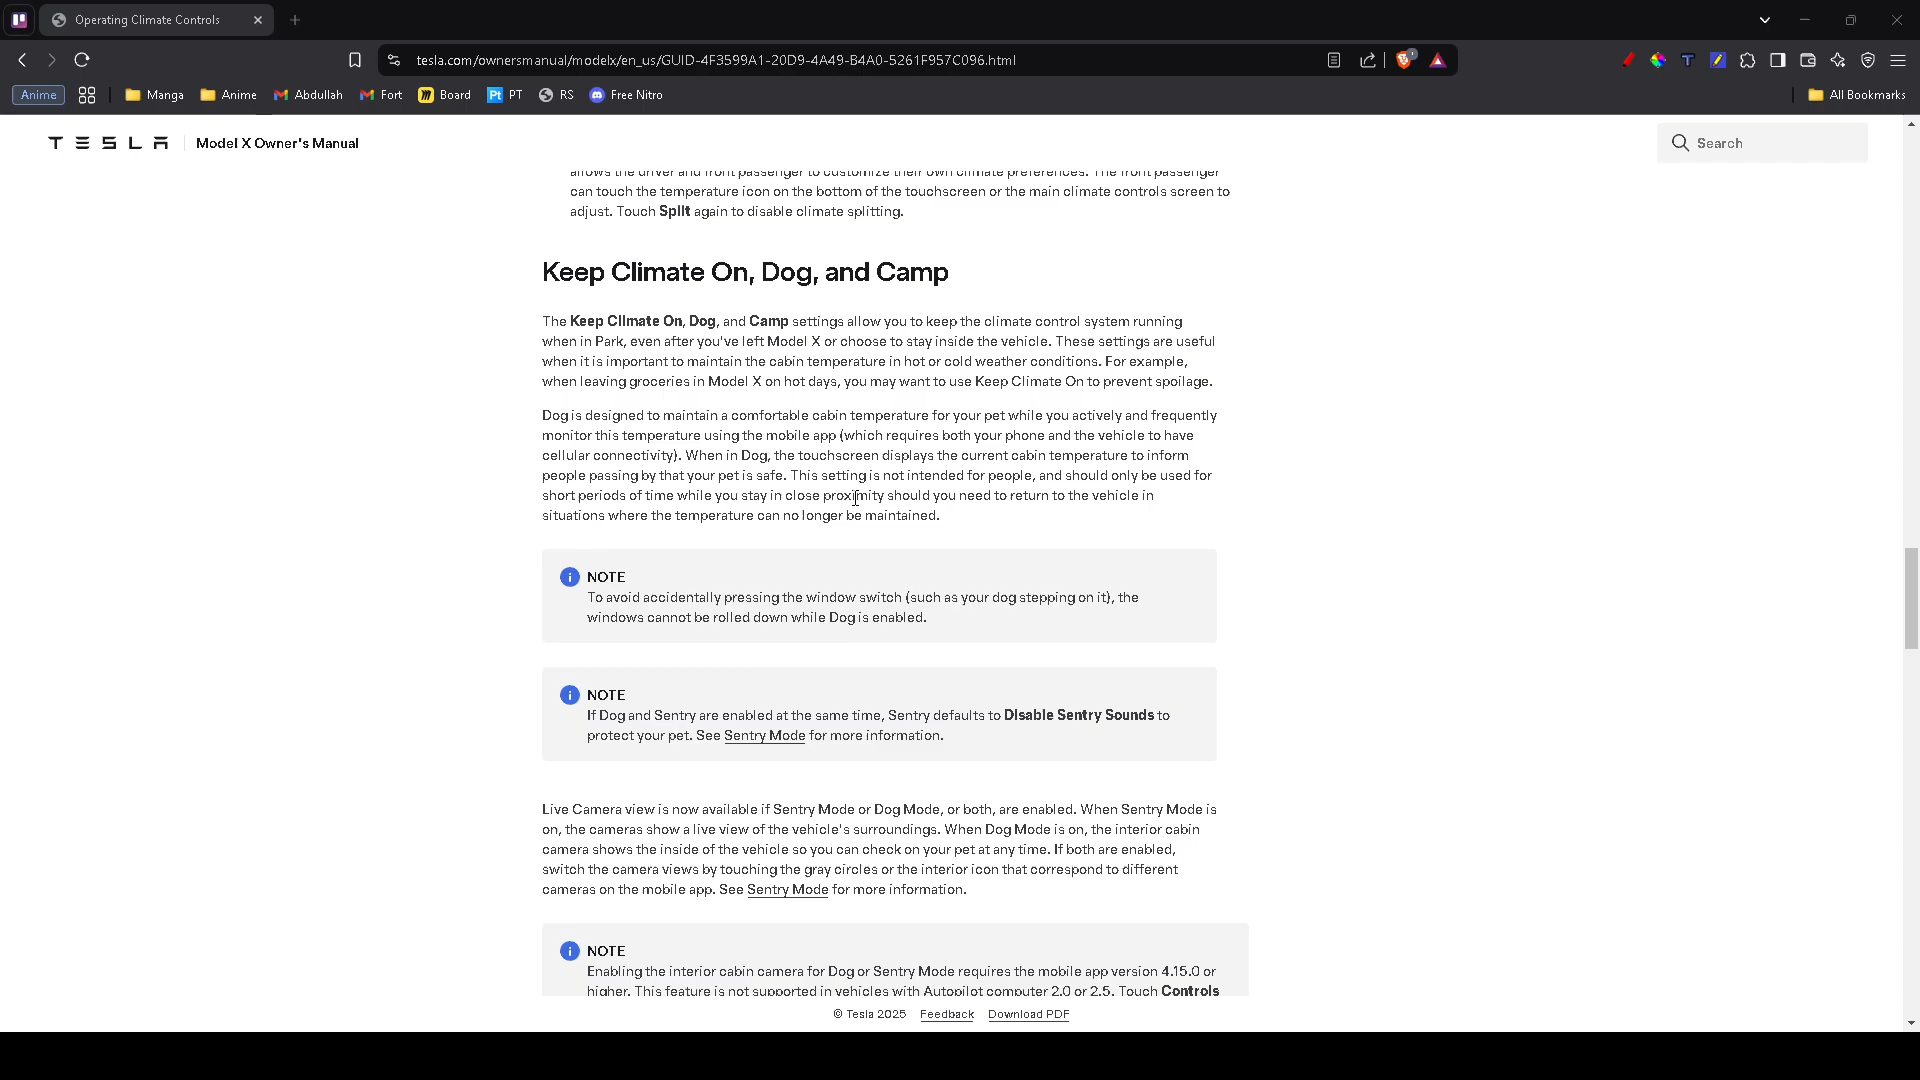 Operating Climate Controls
tesla.com/ownersmanual/modelx/en_us/GUID-4F3599A1-20D9-4A49-B4A0-5261F957C096.html
Anime
Manga
Anime
Abdullah
Fort
Board
PT
RS
Free Nitro
All Bookmarks
TESLA
Model X Owner's Manual
Search
allows the driver and front passenger to customize their own climate preferences. The front passenger
can touch the temperature icon on the bottom of the touchscreen or the main climate controls screen to
adjust. Touch Split again to disable climate splitting.
Keep Climate On, Dog, and Camp
The Keep Climate On, Dog, and Camp settings allow you to keep the climate control system running
when in Park, even after you've left Model X or choose to stay inside the vehicle. These settings are useful
when it is important to maintain the cabin temperature in hot or cold weather conditions. For example,
when leaving groceries in Model X on hot days, you may want to use Keep Climate On to prevent spoilage.
Dog is designed to maintain a comfortable cabin temperature for your pet while you actively and frequently
monitor this temperature using the mobile app (which requires both your phone and the vehicle to have
cellular connectivity). When in Dog, the touchscreen displays the current cabin temperature to inform
people passing by that your pet is safe. This setting is not intended for people, and should only be used for
short periods of time while you stay in close proximity should you need to return to the vehicle in
situations where the temperature can no longer be maintained.
NOTE
To avoid accidentally pressing the window switch (such as your dog stepping on it), the
windows cannot be rolled down while Dog is enabled.
NOTE
If Dog and Sentry are enabled at the same time, Sentry defaults to Disable Sentry Sounds to
protect your pet. See Sentry Mode for more information.
Live Camera view is now available if Sentry Mode or Dog Mode, or both, are enabled. When Sentry Mode is
on, the cameras show a live view of the vehicle's surroundings. When Dog Mode is on, the interior cabin
camera shows the inside of the vehicle so you can check on your pet at any time. If both are enabled,
switch the camera views by touching the gray circles or the interior icon that correspond to different
cameras on the mobile app. See Sentry Mode for more information.
NOTE
Enabling the interior cabin camera for Dog or Sentry Mode requires the mobile app version 4.15.0 or
higher. This feature is not supported in vehicles with Autopilot computer 2.0 or 2.5. Touch Controls
© Tesla 2025 Feedback Download PDF